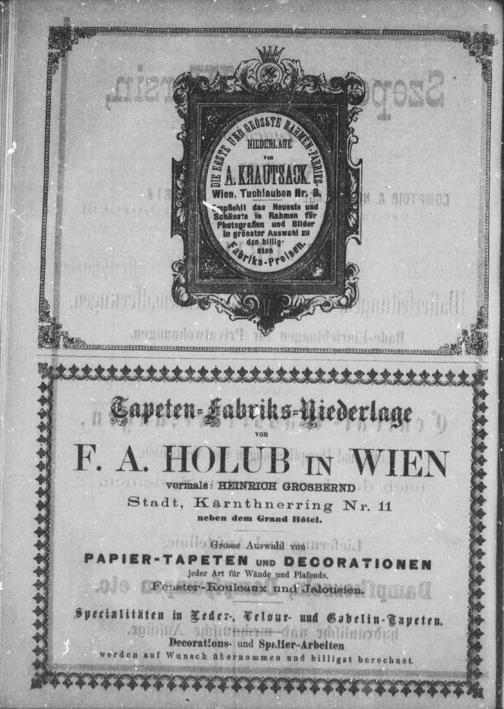 DIE ERSTE UND GRÖSSTE RAHMEN-FABRIKS-
NIEDERLAGE
von
A. KRAUTSACK
Wien, Tuchlauben Nr. 8,
empfiehlt das Neueste und
Schönste in Rahmen für
Photografien und Bilder
in grösster Auswahl zu
den billig-
sten
Fabriks-Preisen.
Tapeten-Fabriks-Niederlage
von
F. A. HOLUB IN WIEN
vormals: HEINRICH GROSBERND
Stadt, Kärnthnerring Nr. 11
neben dem Grand Hôtel.
Grosse Auswahl von
PAPIER-TAPETEN UND DECORATIONEN
jeder Art für Wände und Plafonds.
Fenster-Rouleaux und Jalousien.
Specialitäten in Leder-, Velour- und Gobelin-Tapeten.
Decorations- und Spalier-Arbeiten
werden auf Wunsch übernommen und billigst berechnet.